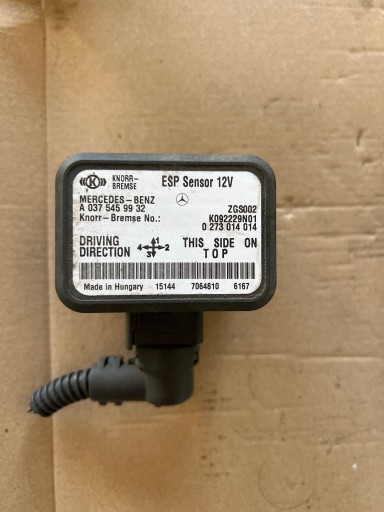 KNORR-
BREMSE
ESP Sensor 12V
MERCEDES-BENZ
A 037 545 99 32
ZGS002
Knorr-Bremse No.: K092229N01
0 273 014 014
DRIVING
DIRECTION
4 1 2 3
THIS SIDE ON
TOP
Made in Hungary 15144 7064810 6167